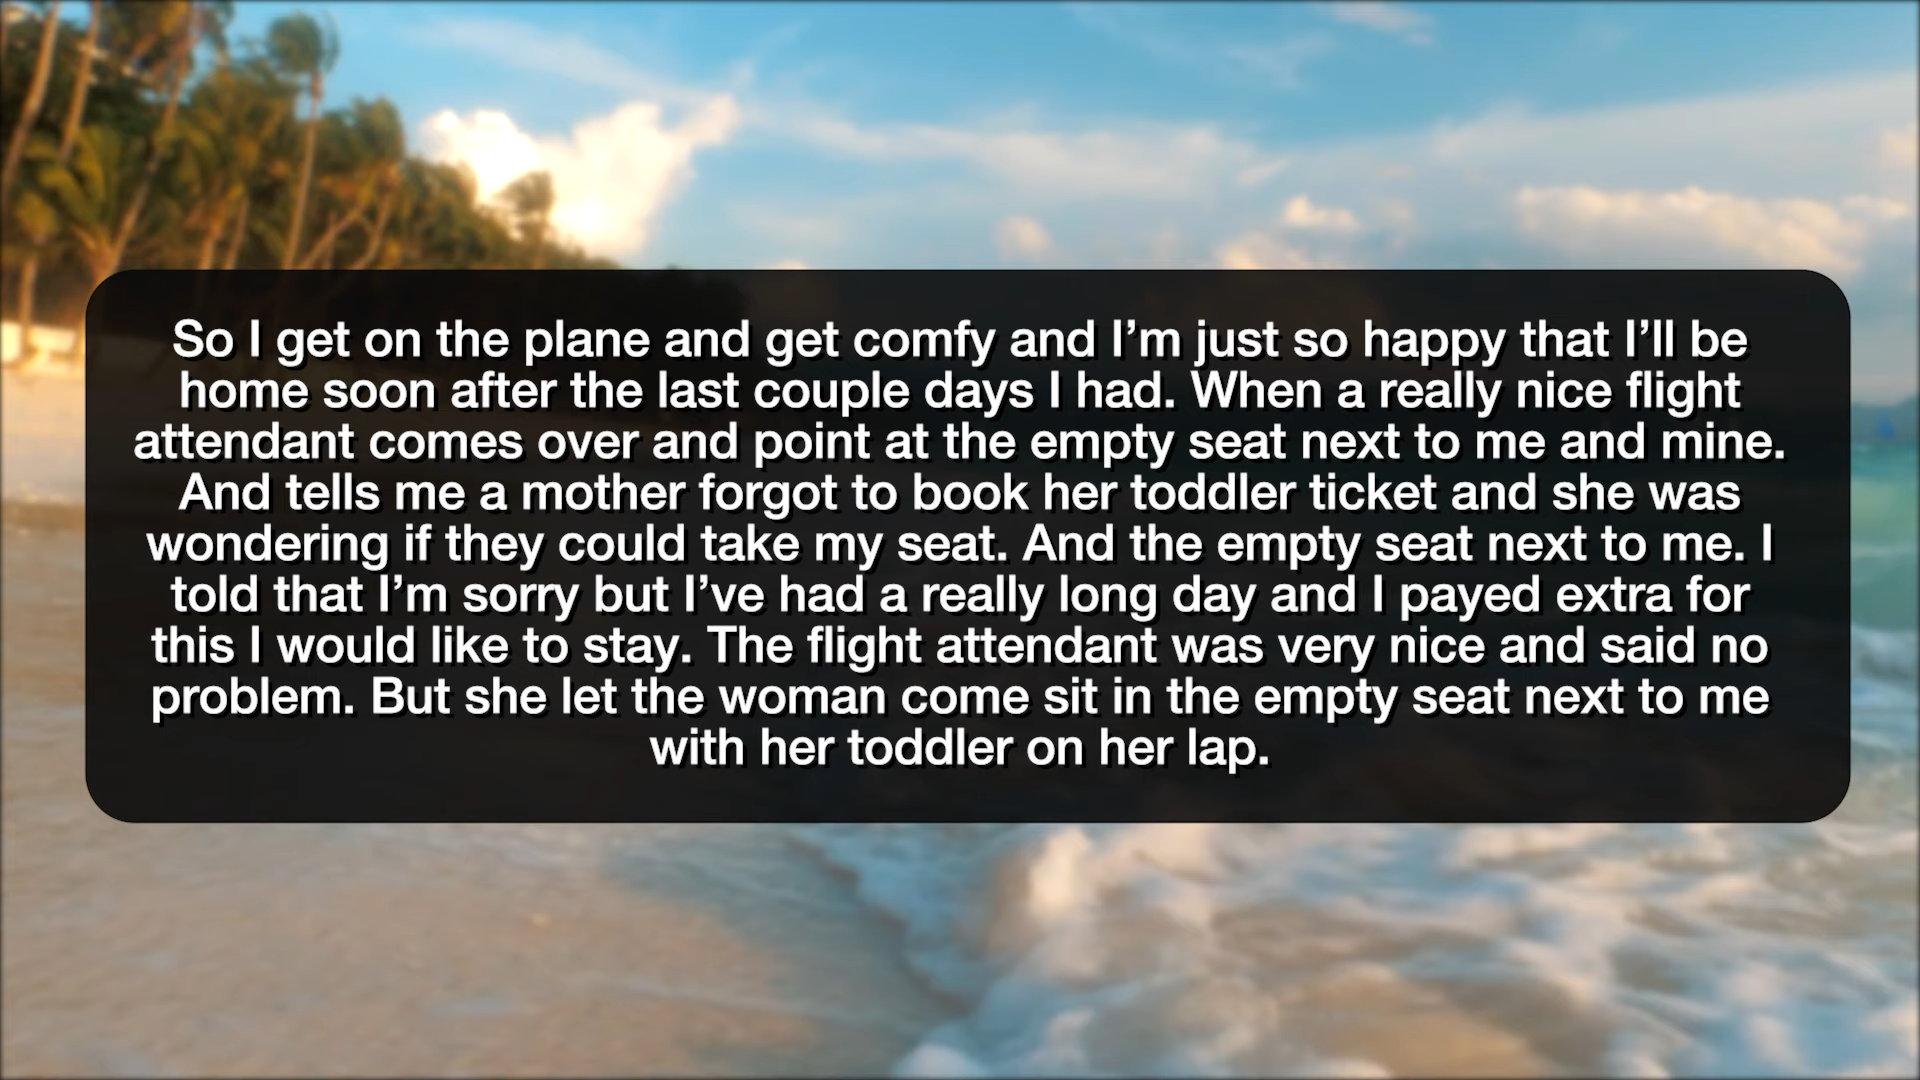 So I get on the plane and get comfy and I’m just so happy that I’ll be
home soon after the last couple days I had. When a really nice flight
attendant comes over and point at the empty seat next to me and mine.
And tells me a mother forgot to book her toddler ticket and she was
wondering if they could take my seat. And the empty seat next to me. I
told that I’m sorry but I’ve had a really long day and I payed extra for
this I would like to stay. The flight attendant was very nice and said no
problem. But she let the woman come sit in the empty seat next to me
with her toddler on her lap.